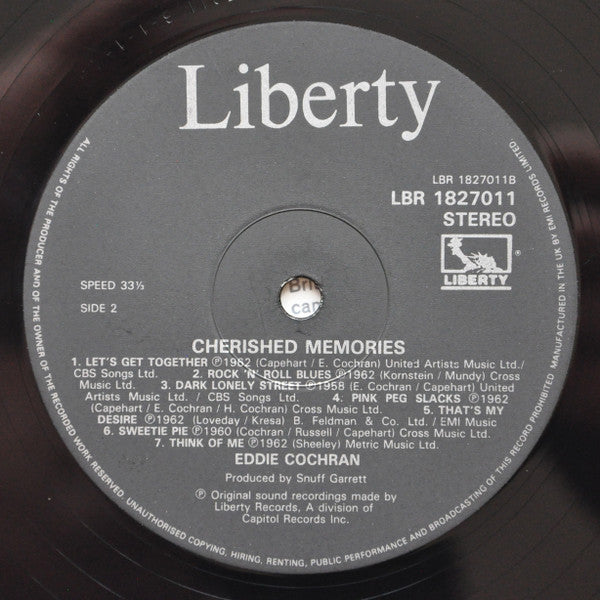 Liberty
LBR 1827011B
LBR 1827011
STEREO
LIBERTY
®
SPEED 33⅓
SIDE 2
Bri
can
CHERISHED MEMORIES
1. LET'S GET TOGETHER ℗1962 (Capehart / E. Cochran) United Artists Music Ltd./
CBS Songs Ltd. 2. ROCK 'N' ROLL BLUES ℗1962 (Kornstein / Mundy) Cross
Music Ltd. 3. DARK LONELY STREET ℗1958 (E. Cochran / Capehart) United
Artists Music Ltd. / CBS Songs Ltd. 4. PINK PEG SLACKS ℗1962
(Capehart / E. Cochran / H. Cochran) Cross Music Ltd. 5. THAT'S MY
DESIRE ℗1962 (Loveday / Kresa) B. Feldman & Co. Ltd./ EMI Music
6. SWEETIE PIE ℗1960 (Cochran / Russell / Capehart) Cross Music Ltd.
7. THINK OF ME ℗1962 (Sheeley) Metric Music Ltd.
EDDIE COCHRAN
Produced by Snuff Garrett
℗ Original sound recordings made by
Liberty Records, A division of
Capitol Records Inc.
ALL RIGHTS OF THE PRODUCER AND OF THE OWNER OF THE RECORDED WORK RESERVED. UNAUTHORISED COPYING, HIRING, RENTING, PUBLIC PERFORMANCE AND BROADCASTING OF THIS RECORD PROHIBITED. MANUFACTURED IN THE UK BY EMI RECORDS LIMITED.